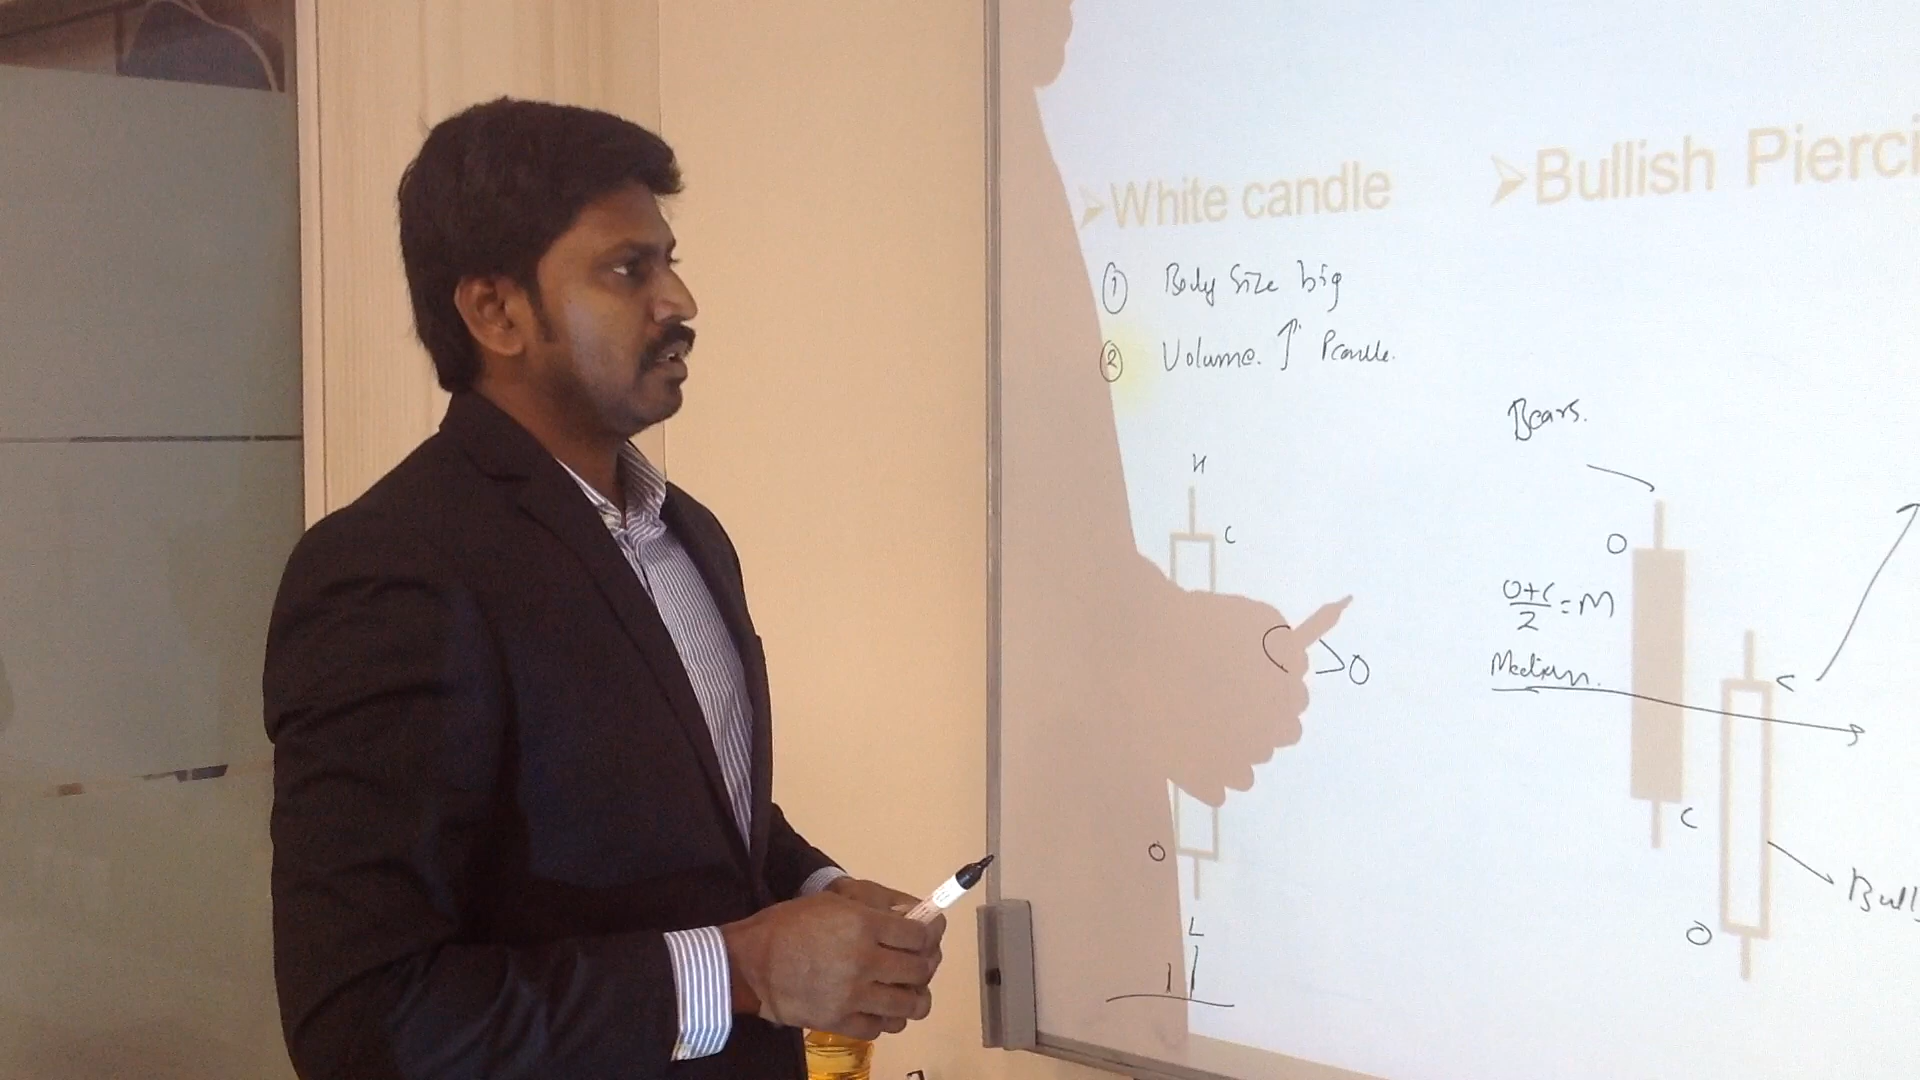 ➢White candle
➢Bullish Pierci
① Body Size big
② Volume. ↑ Pcandle.
Bears.
H
C
O
O+C/2 = M
>O
Median.
C
C
O
Bull
O
L